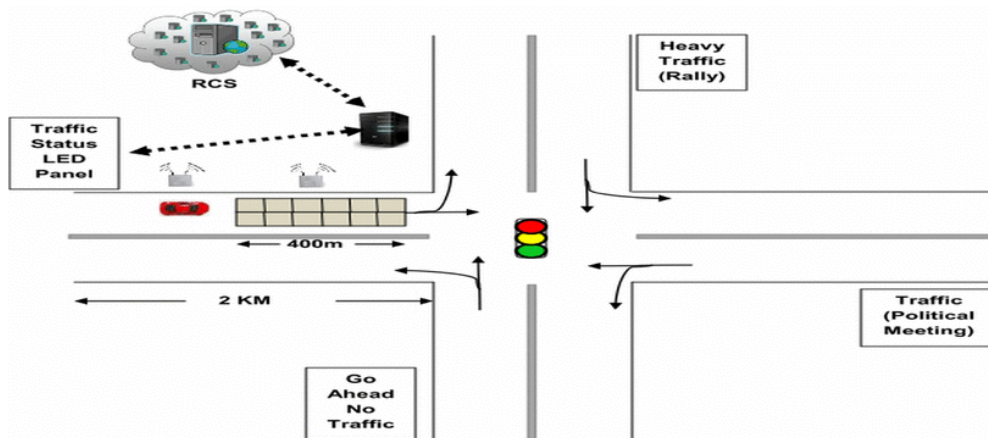 RCS
Heavy
Traffic
(Rally)
Traffic
Status
LED
Panel
400m
2 KM
Traffic
(Political
Meeting)
Go
Ahead
No
Traffic